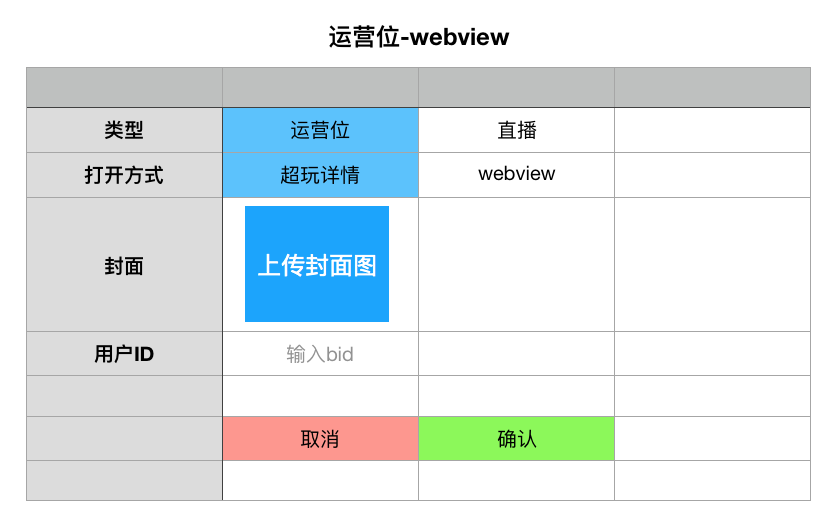 运营位-webview
类型 运营位 直播
打开方式 超玩详情 webview
封面 上传封面图
用户ID 输入bid
取消 确认